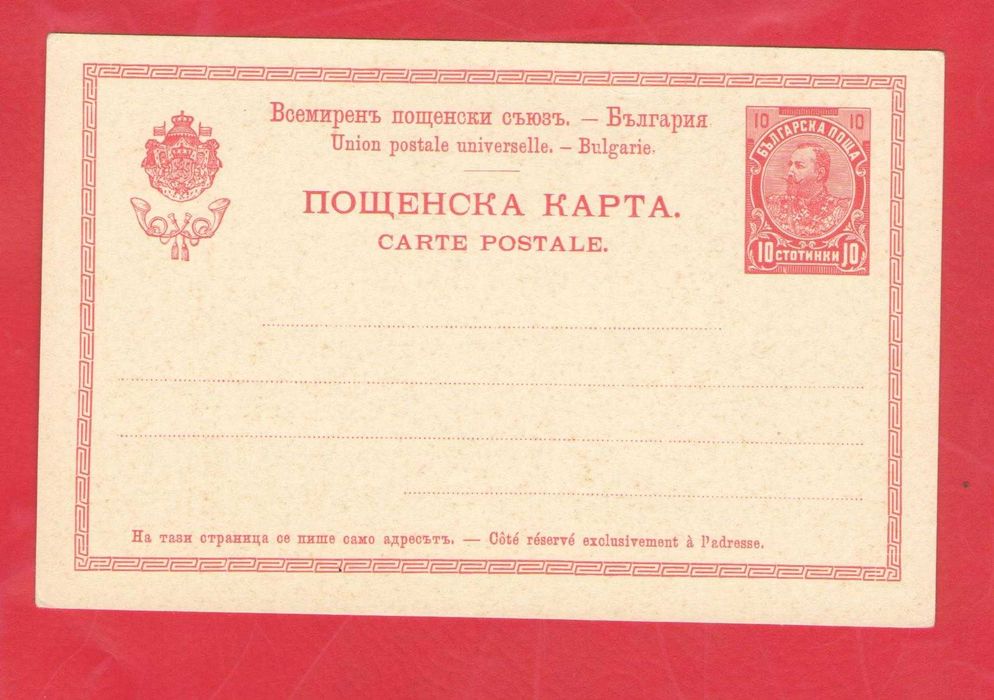 Всемиренъ пощенски съюзъ. — България
Union postale universelle. — Bulgarie.
ПОЩЕНСКА КАРТА.
CARTE POSTALE.
10 10
БЪЛГАРСКА ПОЩА
10 СТОТИНКИ 10
На тази страница се пише само адресътъ. — Côté réservé exclusivement à l'adresse.